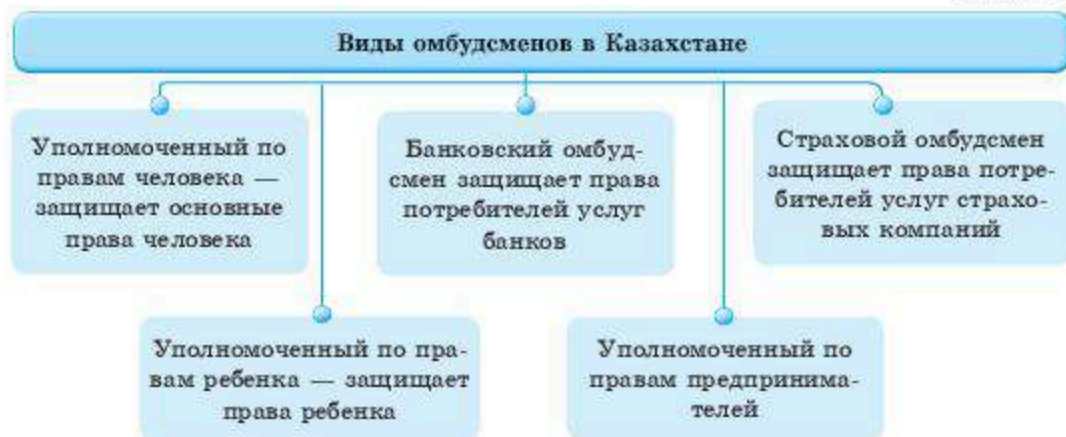 Виды омбудсменов в Казахстане
Уполномоченный по
правам человека —
защищает основные
права человека
Банковский омбуд-
смен защищает права
потребителей услуг
банков
Страховой омбудсмен
защищает права потре-
бителей услуг страхо-
вых компаний
Уполномоченный по пра-
вам ребенка — защищает
права ребенка
Уполномоченный по
правам предпринима-
телей